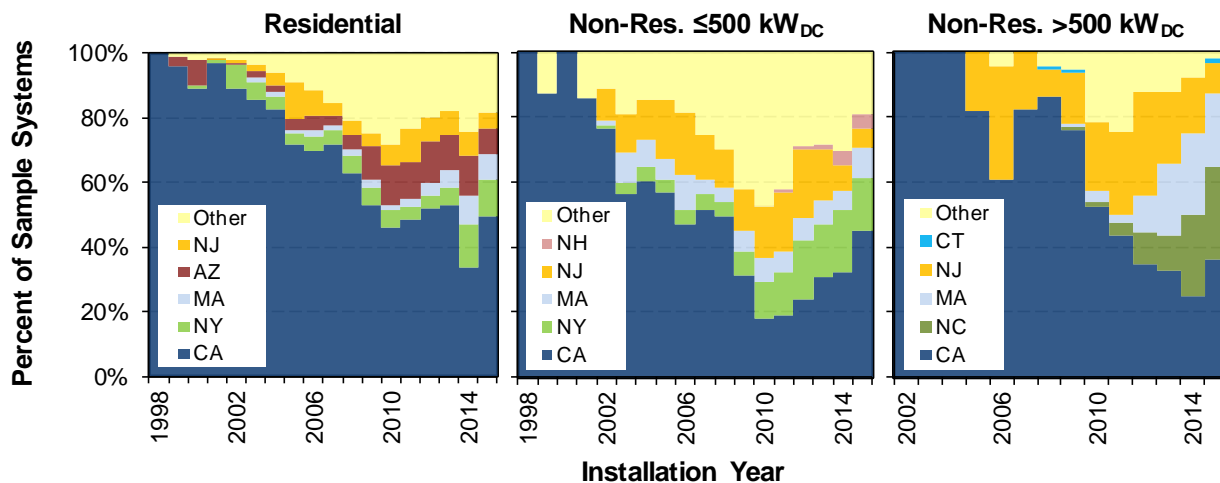 Residential
Non-Res. ≤500 kWDC
Non-Res. >500 kWDC
Percent of Sample Systems
100%
80%
60%
40%
20%
0%
Other
NJ
AZ
MA
NY
CA
Other
NH
NJ
MA
NY
CA
Other
CT
NJ
MA
NC
CA
1998
2002
2006
2010
2014
1998
2002
2006
2010
2014
2002
2006
2010
2014
Installation Year